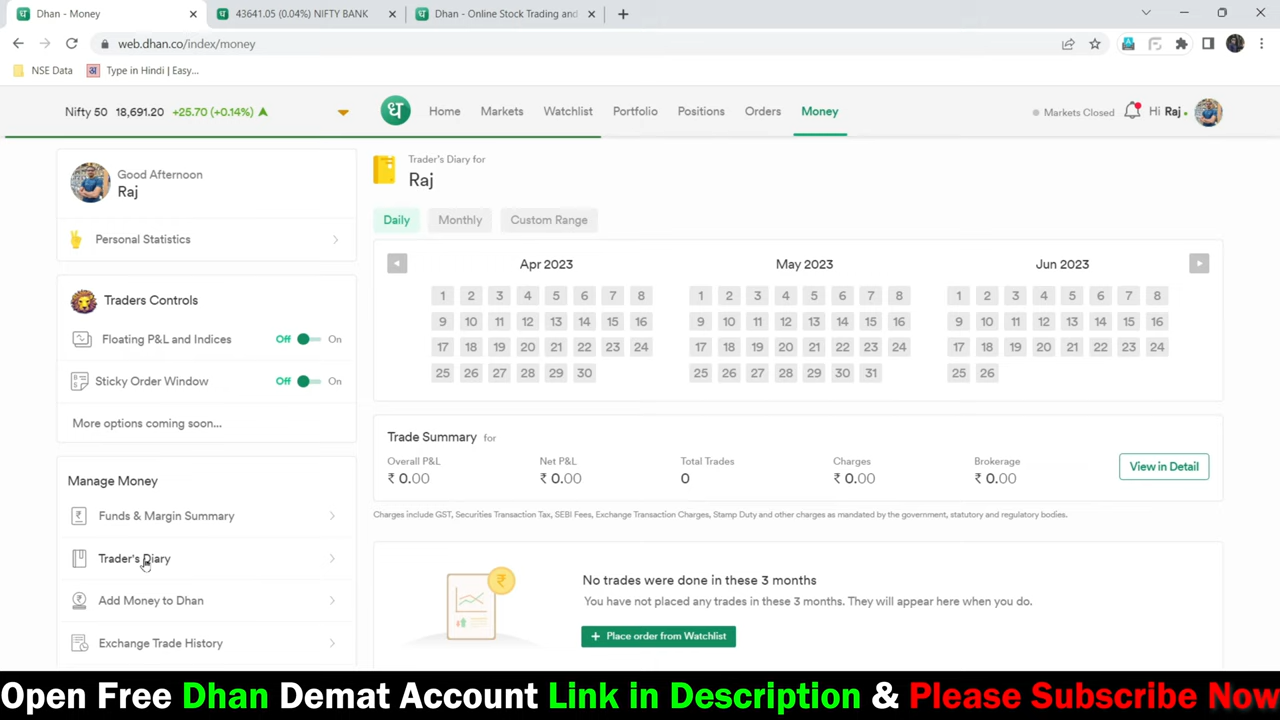 Dhan - Money
43641.05 (0.04%) NIFTY BANK
Dhan - Online Stock Trading and
web.dhan.co/index/money
NSE Data
Type in Hindi | Easy...
Nifty 50 18,691.20 +25.70 (+0.14%)
ध
Home
Markets
Watchlist
Portfolio
Positions
Orders
Money
Markets Closed
Hi Raj
Good Afternoon
Raj
Personal Statistics
Traders Controls
Floating P&L and Indices Off On
Sticky Order Window Off On
More options coming soon...
Manage Money
Funds & Margin Summary
Trader's Diary
Add Money to Dhan
Exchange Trade History
Trader's Diary for
Raj
Daily Monthly Custom Range
Apr 2023 May 2023 Jun 2023
1 2 3 4 5 6 7 8 1 2 3 4 5 6 7 8 1 2 3 4 5 6 7 8
9 10 11 12 13 14 15 16 9 10 11 12 13 14 15 16 9 10 11 12 13 14 15 16
17 18 19 20 21 22 23 24 17 18 19 20 21 22 23 24 17 18 19 20 21 22 23 24
25 26 27 28 29 30 25 26 27 28 29 30 31 25 26
Trade Summary for
Overall P&L Net P&L Total Trades Charges Brokerage
₹ 0.00 ₹ 0.00 0 ₹ 0.00 ₹ 0.00
View in Detail
Charges include GST, Securities Transaction Tax, SEBI Fees, Exchange Transaction Charges, Stamp Duty and other charges as mandated by the government, statutory and regulatory bodies.
No trades were done in these 3 months
You have not placed any trades in these 3 months. They will appear here when you do.
+ Place order from Watchlist
Open Free Dhan Demat Account Link in Description & Please Subscribe Now